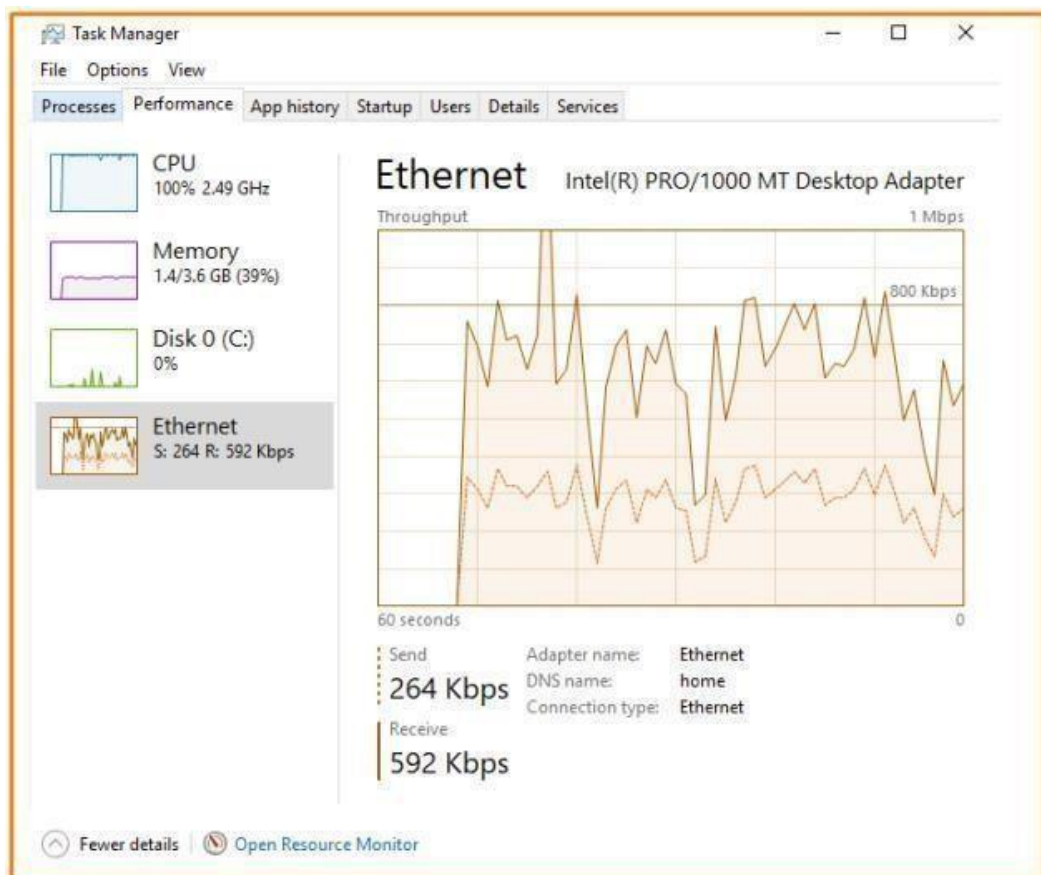 Task Manager
File Options View
Processes Performance App history Startup Users Details Services
CPU
100% 2.49 GHz
Memory
1.4/3.6 GB (39%)
Disk 0 (C:)
0%
Ethernet
S: 264 R: 592 Kbps
Ethernet Intel(R) PRO/1000 MT Desktop Adapter
Throughput 1 Mbps
800 Kbps
60 seconds 0
Send
264 Kbps
Receive
592 Kbps
Adapter name: Ethernet
DNS name: home
Connection type: Ethernet
Fewer details Open Resource Monitor